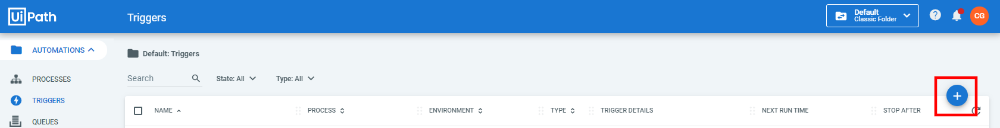 UiPath
Triggers
Default
Classic Folder
?
CG
AUTOMATIONS
Default: Triggers
Search
State: All
Type: All
PROCESSES
TRIGGERS
QUEUES
NAME
PROCESS
ENVIRONMENT
TYPE
TRIGGER DETAILS
NEXT RUN TIME
STOP AFTER
+